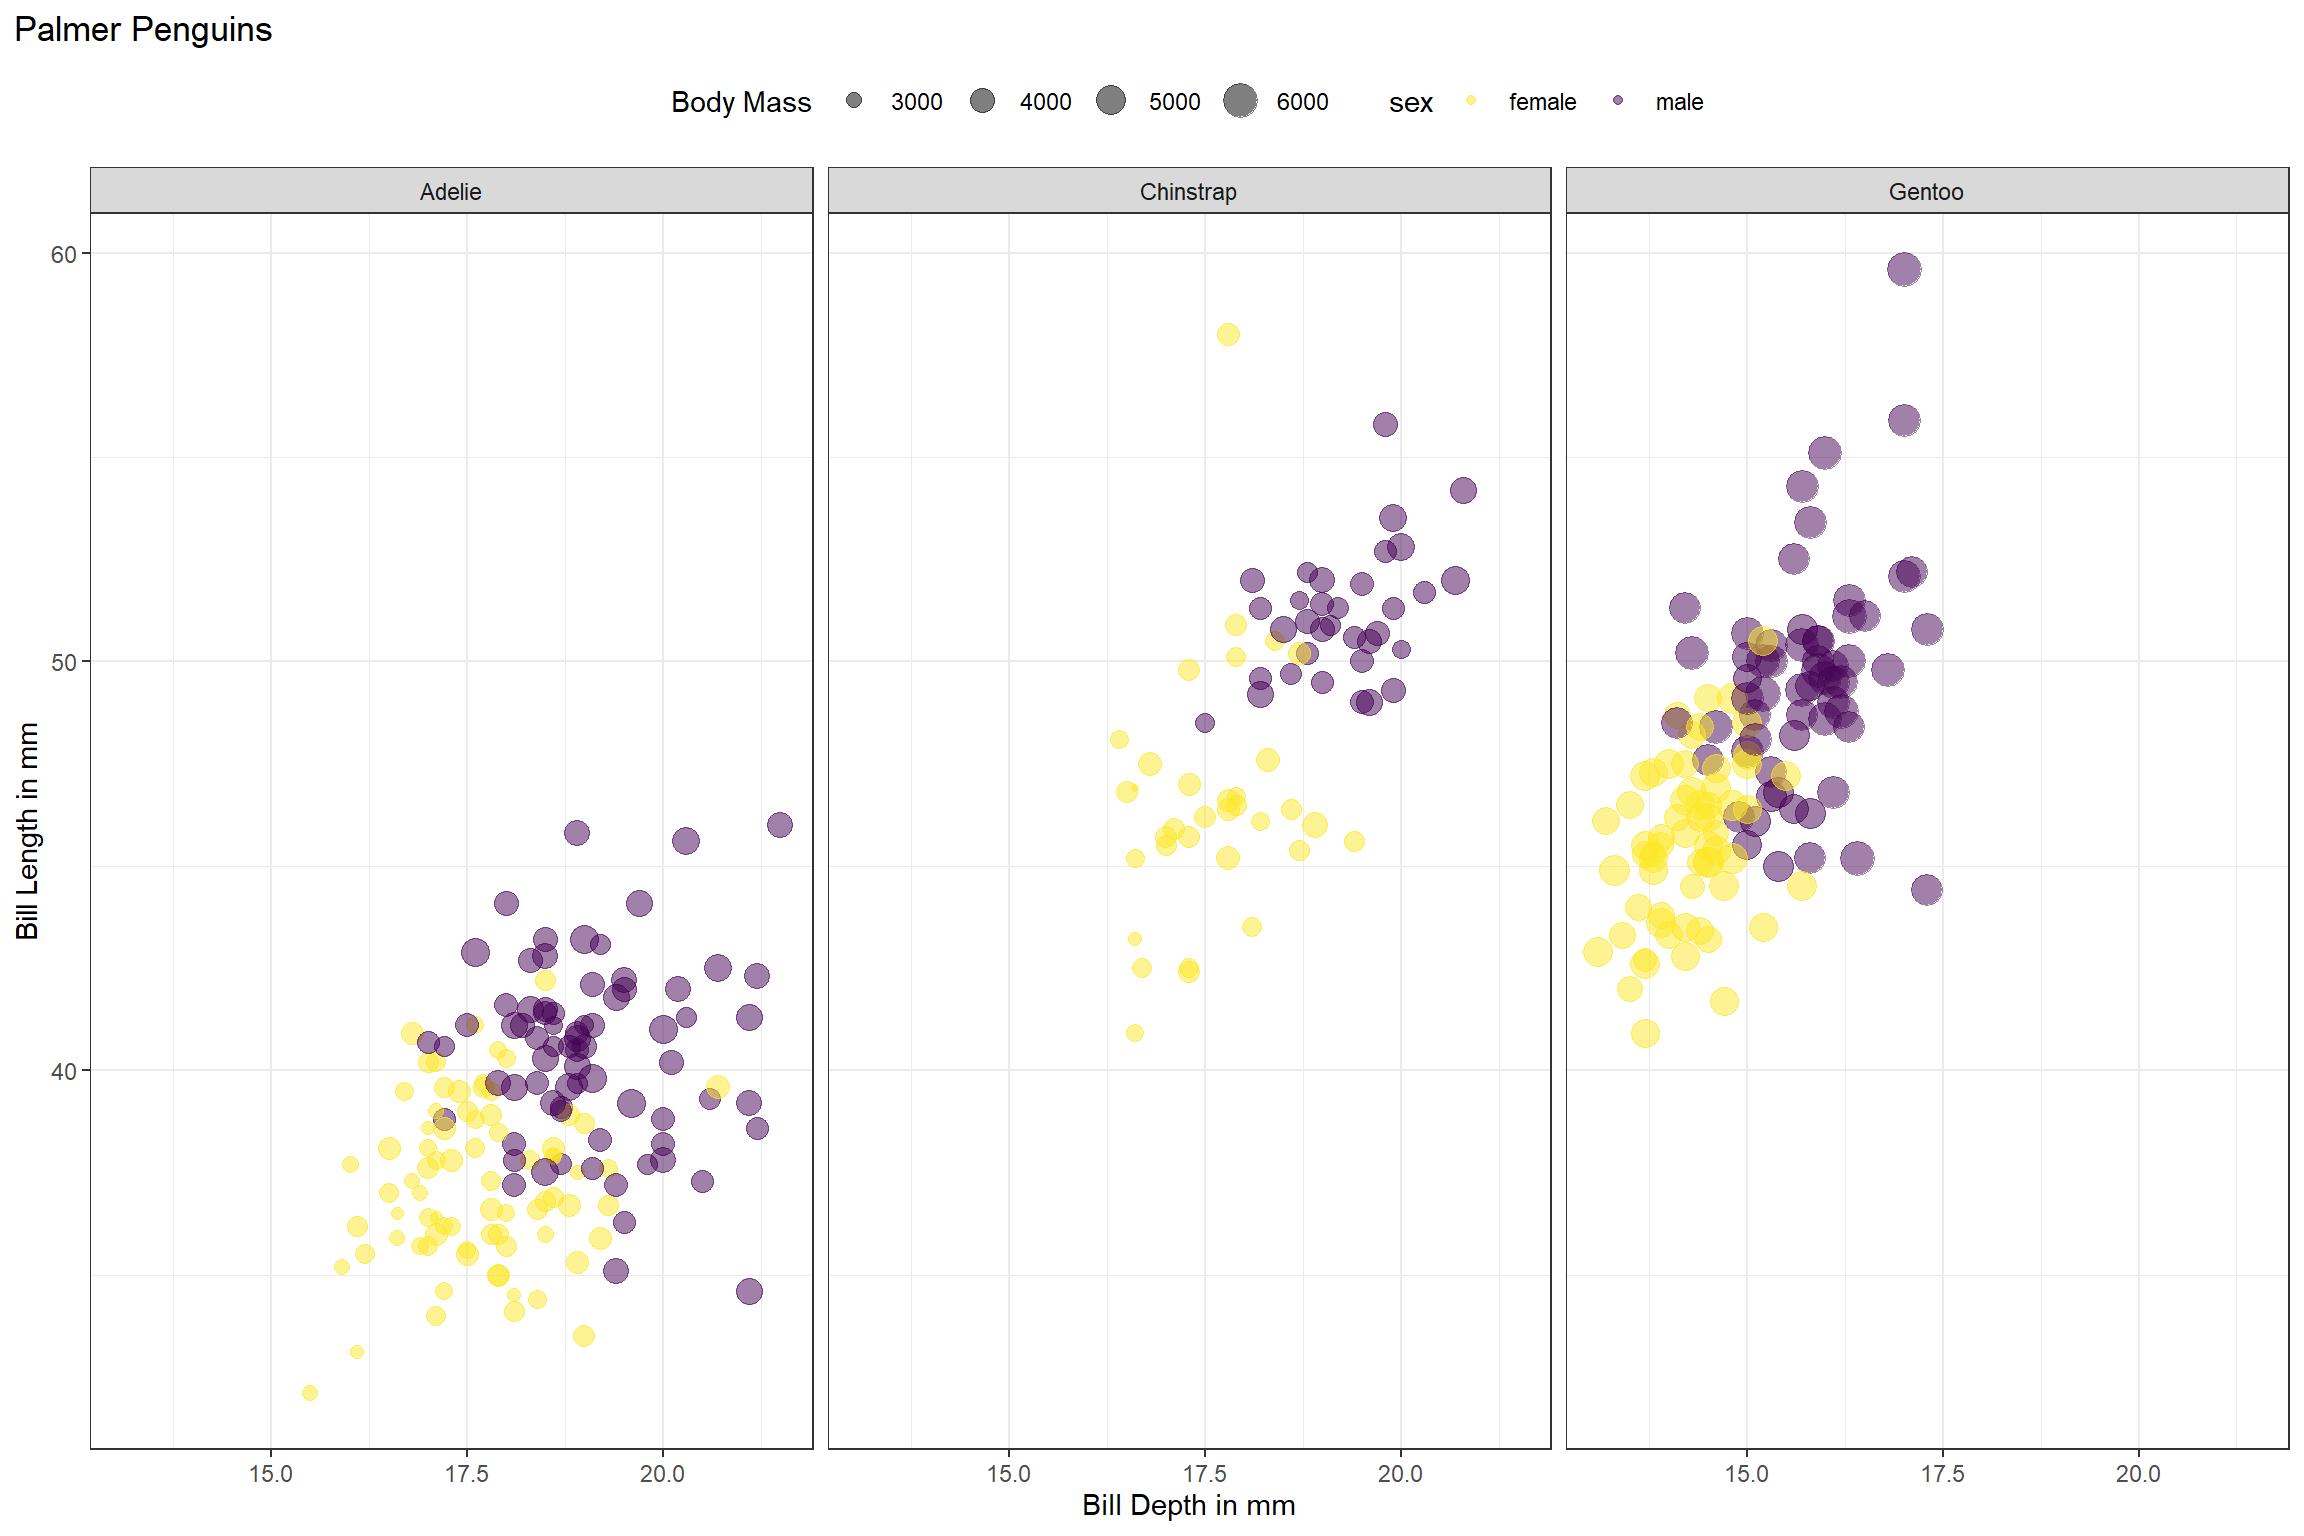 Palmer Penguins
Body Mass 3000 4000 5000 6000 sex female male
Adelie Chinstrap Gentoo
60
50
40
Bill Length in mm
15.0 17.5 20.0 15.0 17.5 20.0 15.0 17.5 20.0
Bill Depth in mm